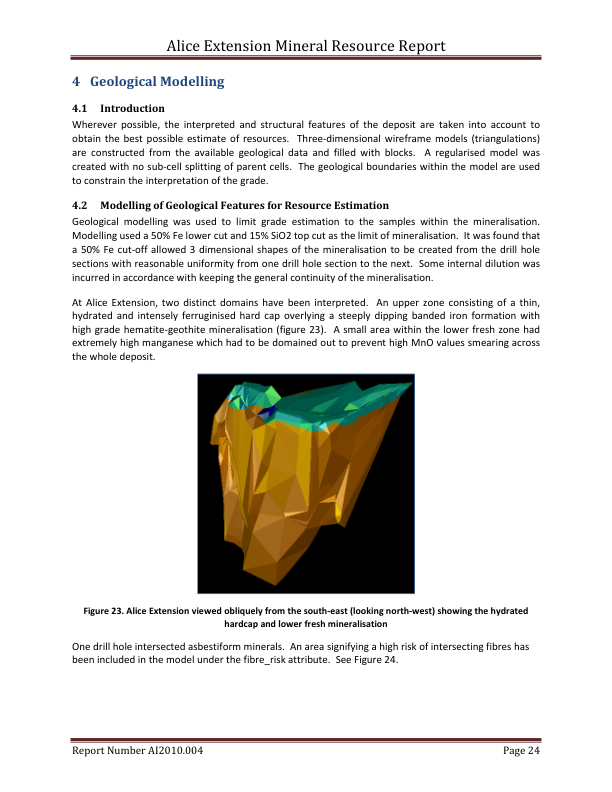 Alice Extension Mineral Resource Report
4 Geological Modelling
4.1 Introduction
Wherever possible, the interpreted and structural features of the deposit are taken into account to
obtain the best possible estimate of resources. Three-dimensional wireframe models (triangulations)
are constructed from the available geological data and filled with blocks. A regularised model was
created with no sub-cell splitting of parent cells. The geological boundaries within the model are used
to constrain the interpretation of the grade.
4.2 Modelling of Geological Features for Resource Estimation
Geological modelling was used to limit grade estimation to the samples within the mineralisation.
Modelling used a 50% Fe lower cut and 15% SiO2 top cut as the limit of mineralisation. It was found that
a 50% Fe cut-off allowed 3 dimensional shapes of the mineralisation to be created from the drill hole
sections with reasonable uniformity from one drill hole section to the next. Some internal dilution was
incurred in accordance with keeping the general continuity of the mineralisation.
At Alice Extension, two distinct domains have been interpreted. An upper zone consisting of a thin,
hydrated and intensely ferruginised hard cap overlying a steeply dipping banded iron formation with
high grade hematite-geothite mineralisation (figure 23). A small area within the lower fresh zone had
extremely high manganese which had to be domained out to prevent high MnO values smearing across
the whole deposit.
Figure 23. Alice Extension viewed obliquely from the south-east (looking north-west) showing the hydrated
hardcap and lower fresh mineralisation
One drill hole intersected asbestiform minerals. An area signifying a high risk of intersecting fibres has
been included in the model under the fibre_risk attribute. See Figure 24.
Report Number AI2010.004 Page 24